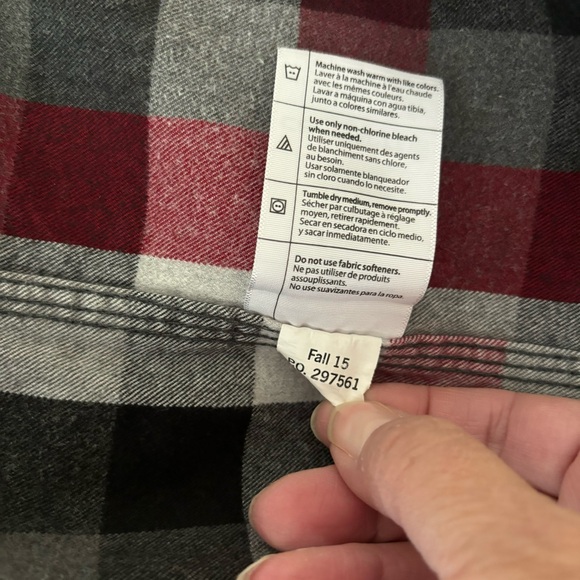 Machine wash warm with like colors.
Laver à la machine à l'eau chaude
avec les mêmes couleurs.
Lavar a máquina con agua tibia,
junto a colores similares.
Use only non-chlorine bleach
when needed.
Utiliser uniquement des agents
de blanchiment sans chlore,
au besoin.
Usar solamente blanqueador
sin cloro cuando lo necesite.
Tumble dry medium, remove promptly.
Sécher par culbutage à réglage
moyen, retirer rapidement.
Secar en secadora en ciclo medio,
y sacar inmediatamente.
Do not use fabric softeners.
Ne pas utiliser de produits
assouplissants.
No use suavizantes para la ropa.
Fall 15
PO. 297561